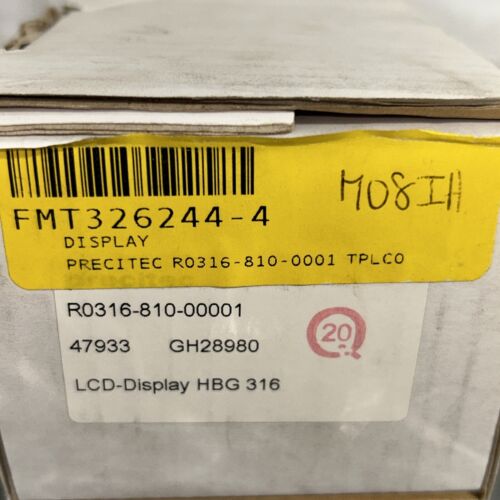 M08IH
FMT326244-4
DISPLAY
PRECITEC R0316-810-0001 TPLCO
R0316-810-00001
47933 GH28980
20
LCD-Display HBG 316